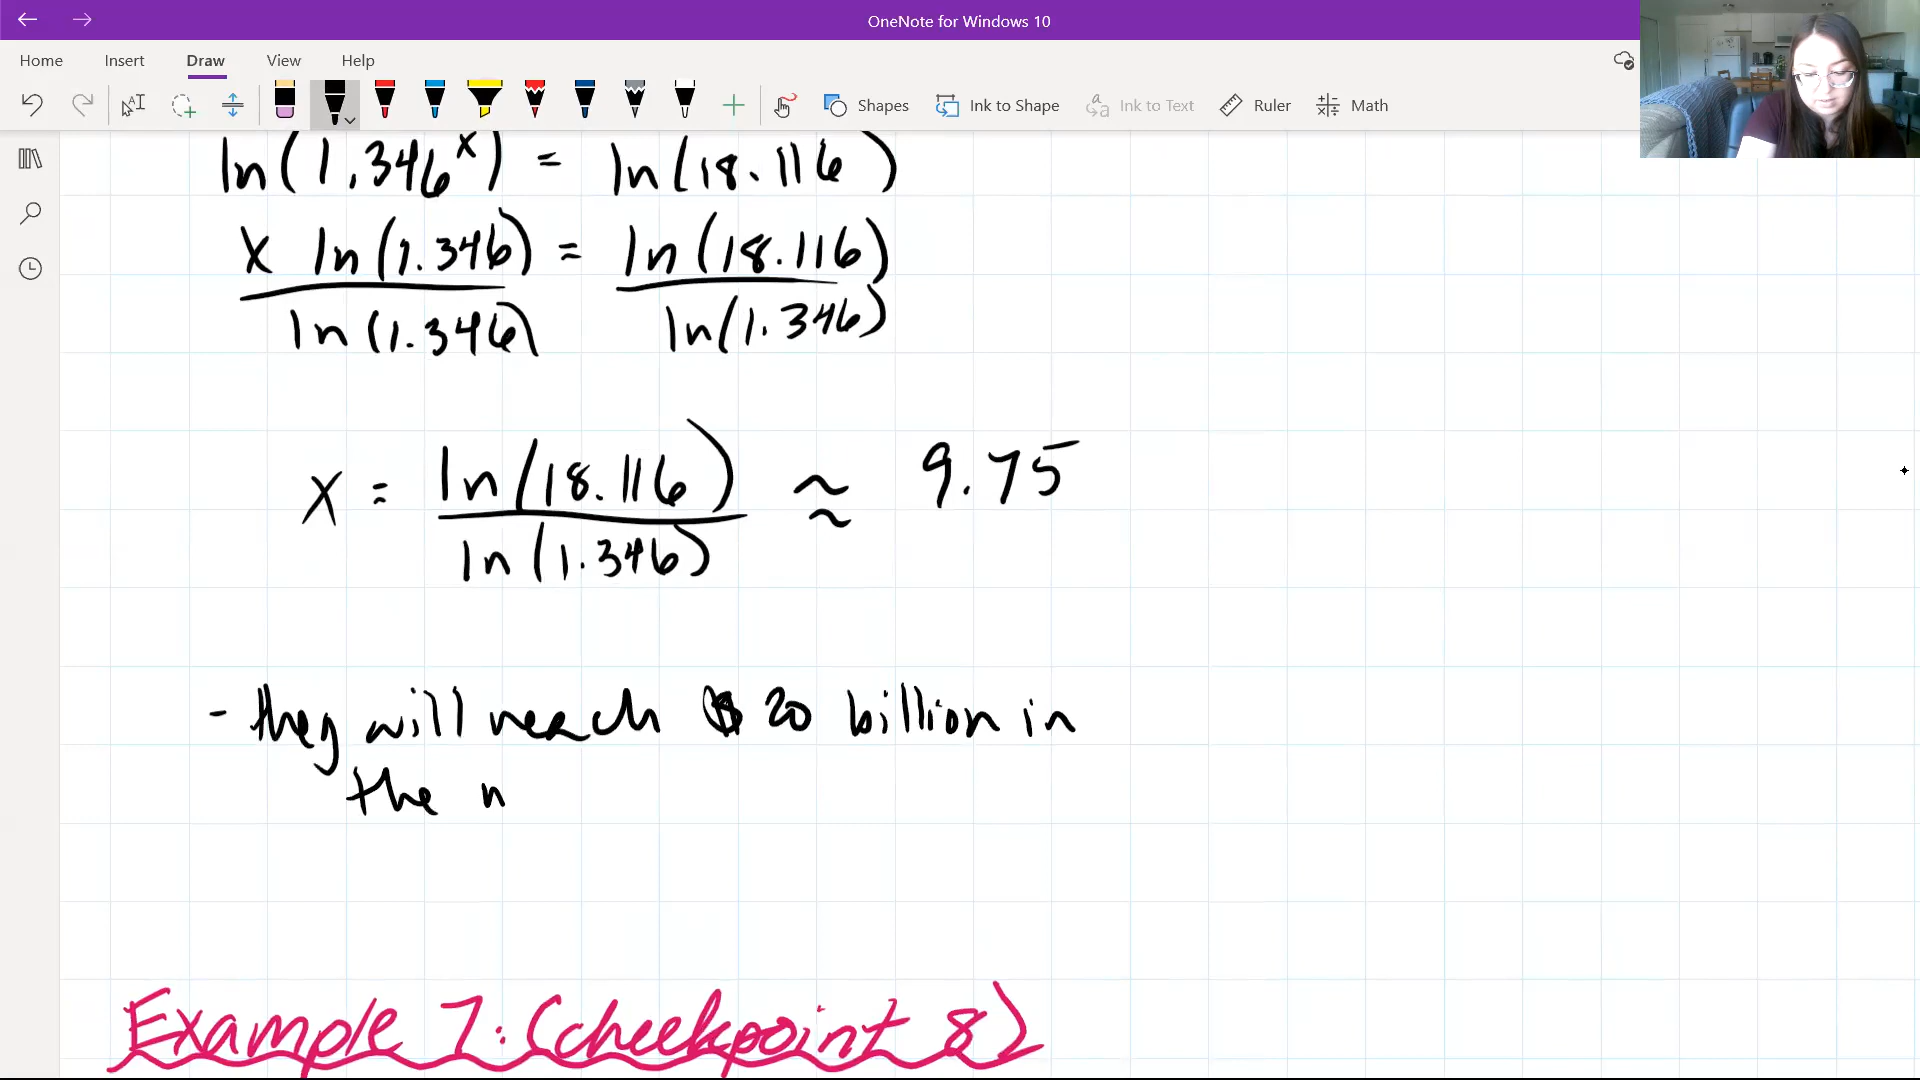 OneNote for Windows 10
Home Insert Draw View Help
Shapes Ink to Shape Ink to Text Ruler Math
ln(1.346^x) = ln(18.116)
x ln(1.346) = ln(18.116)
ln(1.346) ln(1.346)
x = ln(18.116) ≈ 9.75
ln(1.346)
- they will reach $20 billion in
the n
Example 7: (checkpoint 8)